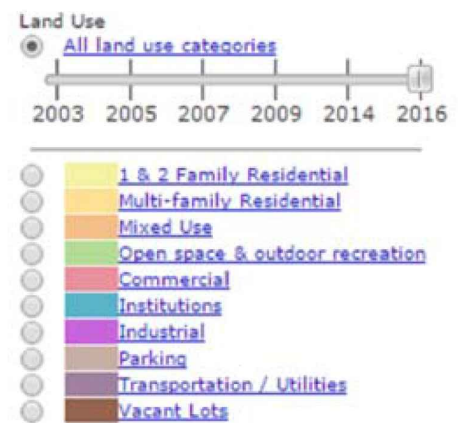 Land Use
All land use categories
2003 2005 2007 2009 2014 2016
1 & 2 Family Residential
Multi-family Residential
Mixed Use
Open space & outdoor recreation
Commercial
Institutions
Industrial
Parking
Transportation / Utilities
Vacant Lots